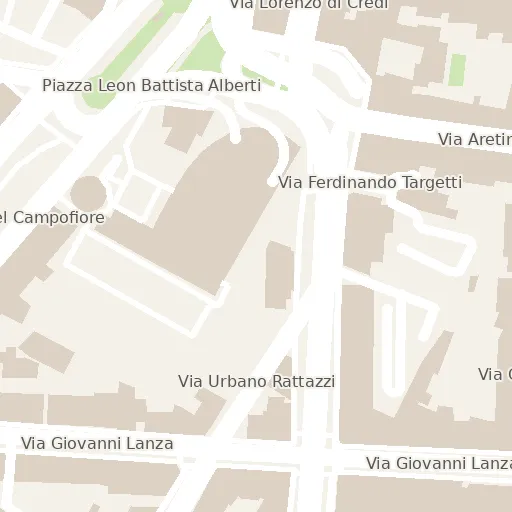 Via Lorenzo di Credi
Piazza Leon Battista Alberti
Via Aretin
Via Ferdinando Targetti
el Campofiore
Via Urbano Rattazzi
Via
Via Giovanni Lanza
Via Giovanni Lanza